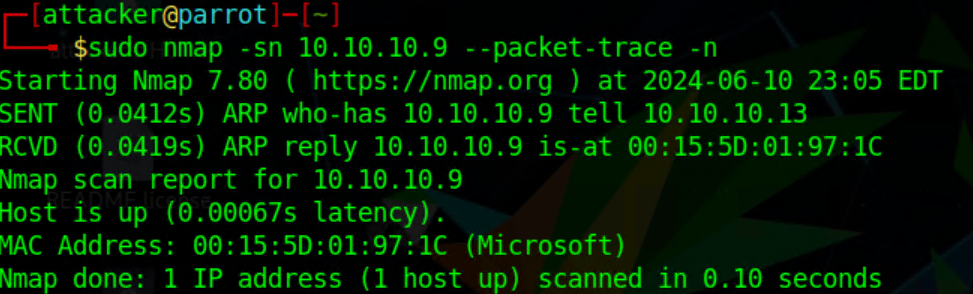 [attacker@parrot]-[~]
$sudo nmap -sn 10.10.10.9 --packet-trace -n
Starting Nmap 7.80 ( https://nmap.org ) at 2024-06-10 23:05 EDT
SENT (0.0412s) ARP who-has 10.10.10.9 tell 10.10.10.13
RCVD (0.0419s) ARP reply 10.10.10.9 is-at 00:15:5D:01:97:1C
Nmap scan report for 10.10.10.9
Host is up (0.00067s latency).
MAC Address: 00:15:5D:01:97:1C (Microsoft)
Nmap done: 1 IP address (1 host up) scanned in 0.10 seconds